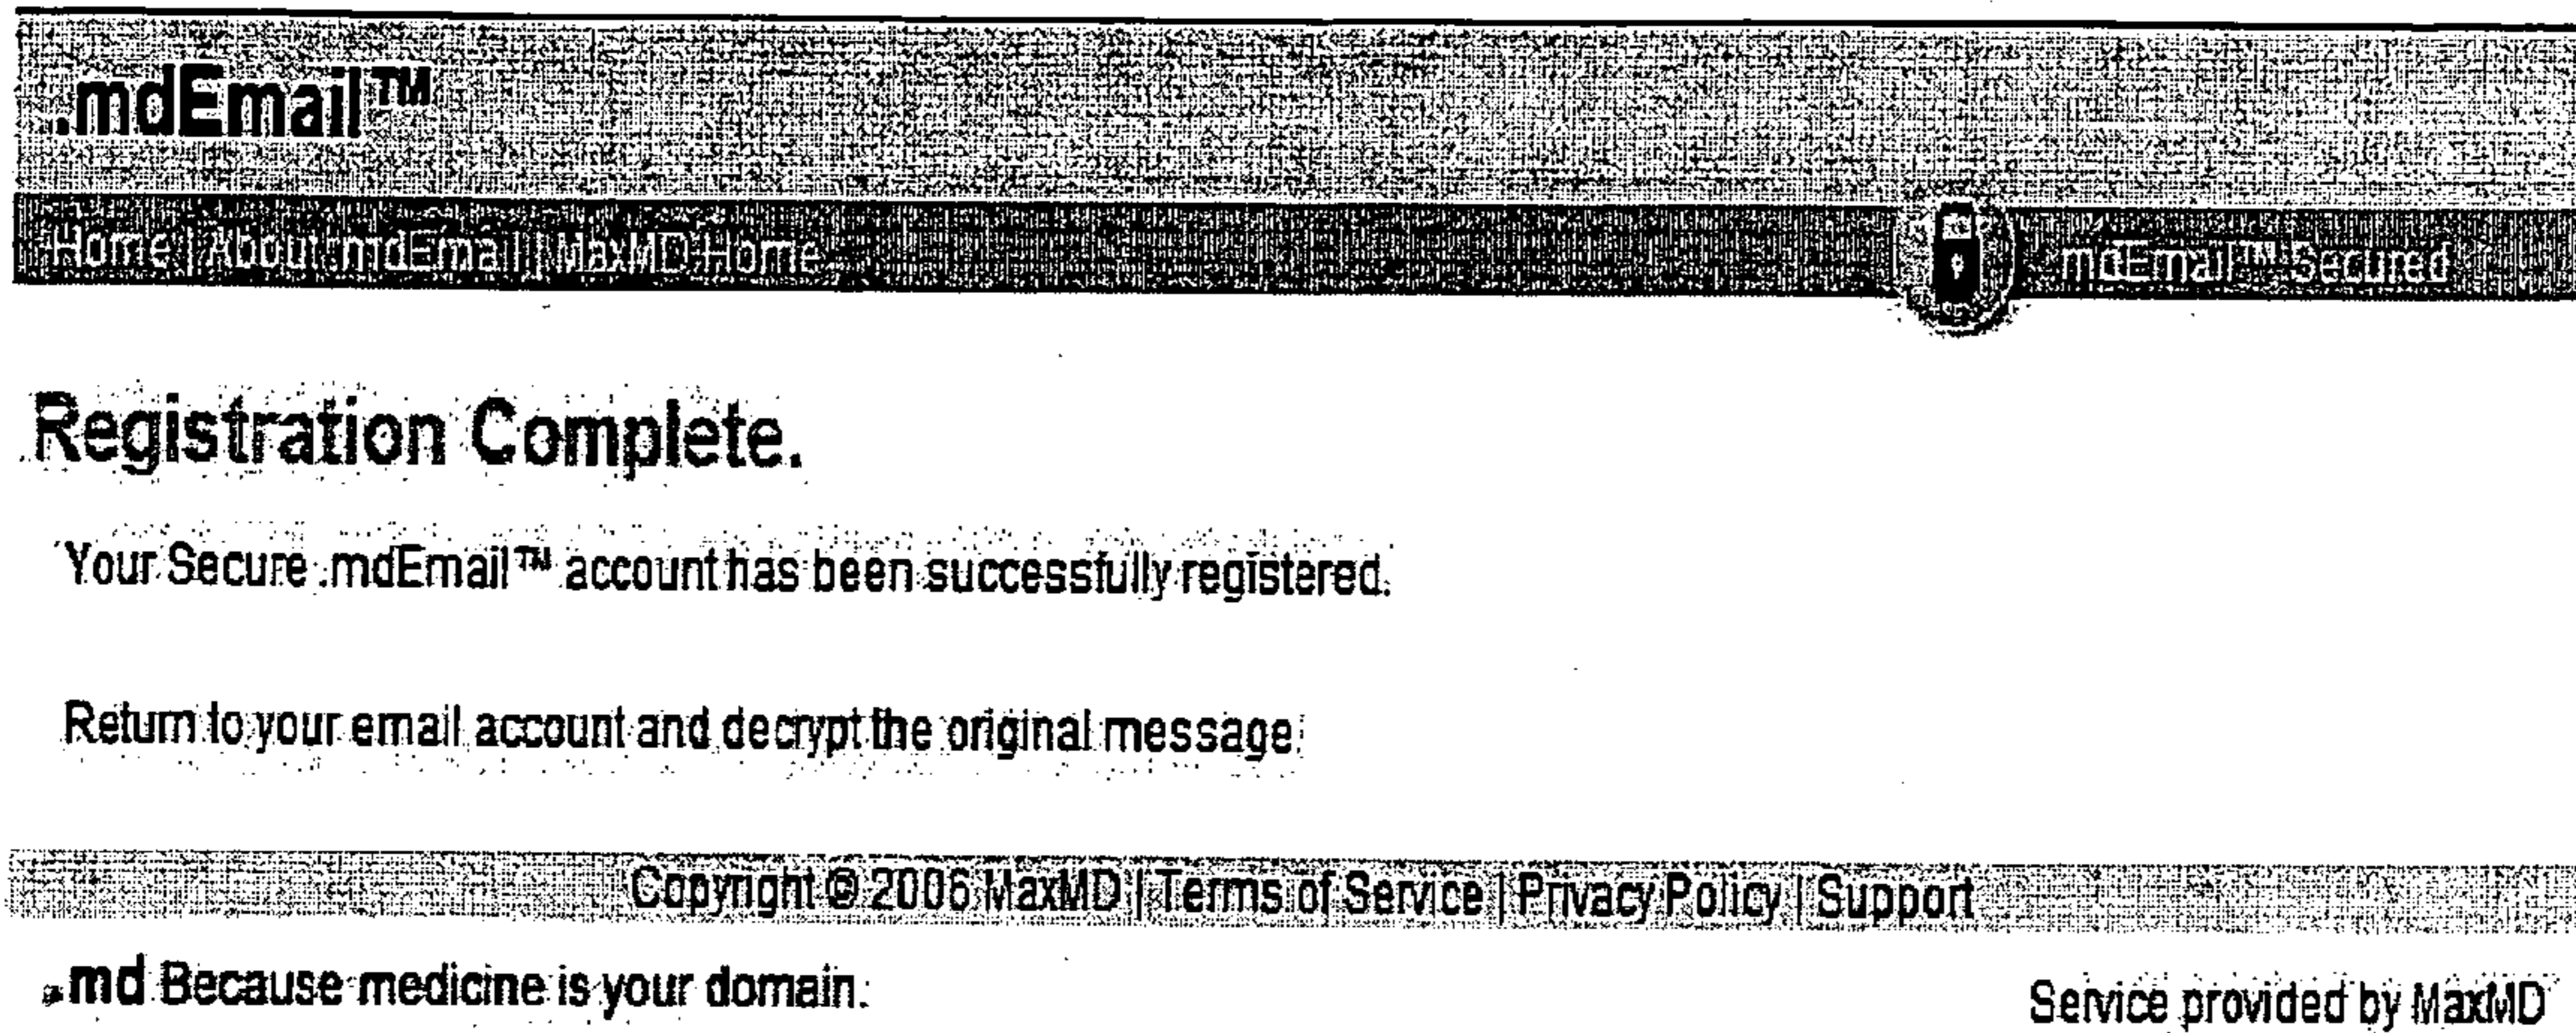 .mdEmail™
Home | About .mdEmail | MaxMD Home
.mdEmail™ Secured
Registration Complete.
Your Secure .mdEmail™ account has been successfully registered.
Return to your email account and decrypt the original message.
Copyright © 2006 MaxMD | Terms of Service | Privacy Policy | Support
.md Because medicine is your domain.
Service provided by MaxMD